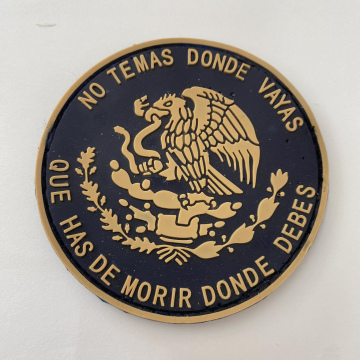 NO TEMAS DONDE VAYAS
QUE HAS DE MORIR DONDE DEBES